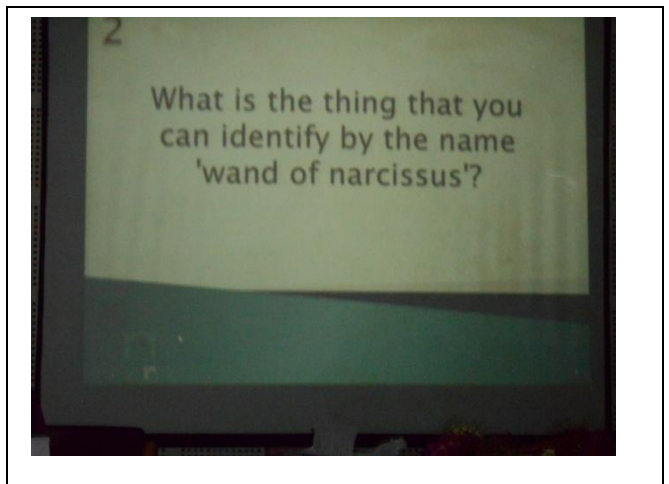 2
What is the thing that you
can identify by the name
'wand of narcissus'?